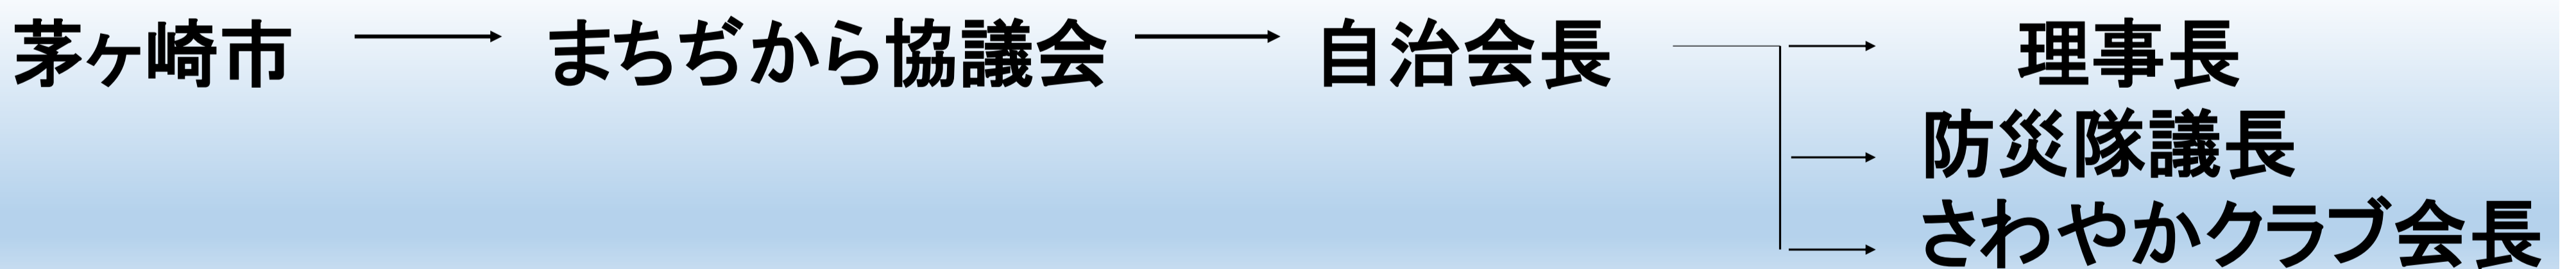 茅ヶ崎市 まちぢから協議会 自治会長 理事長
防災隊議長
さわやかクラブ会長